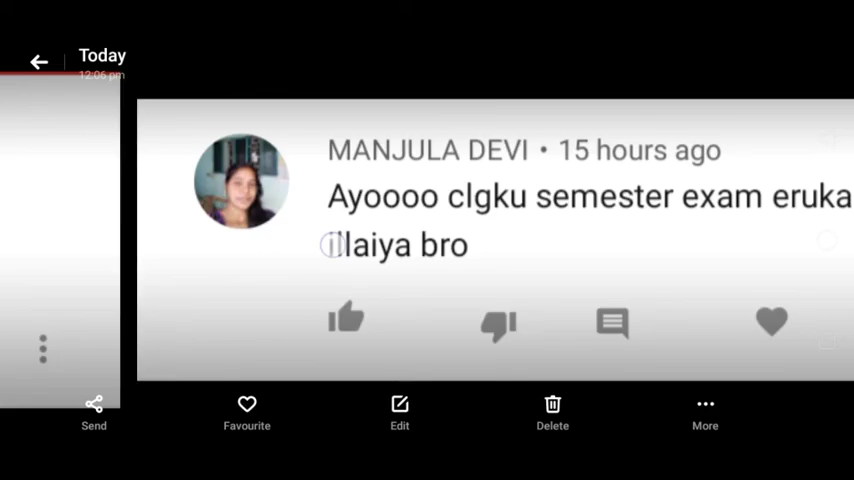 Today
12:06 pm
MANJULA DEVI • 15 hours ago
Ayoooo clgku semester exam eruka
illaiya bro
Send
Favourite
Edit
Delete
More